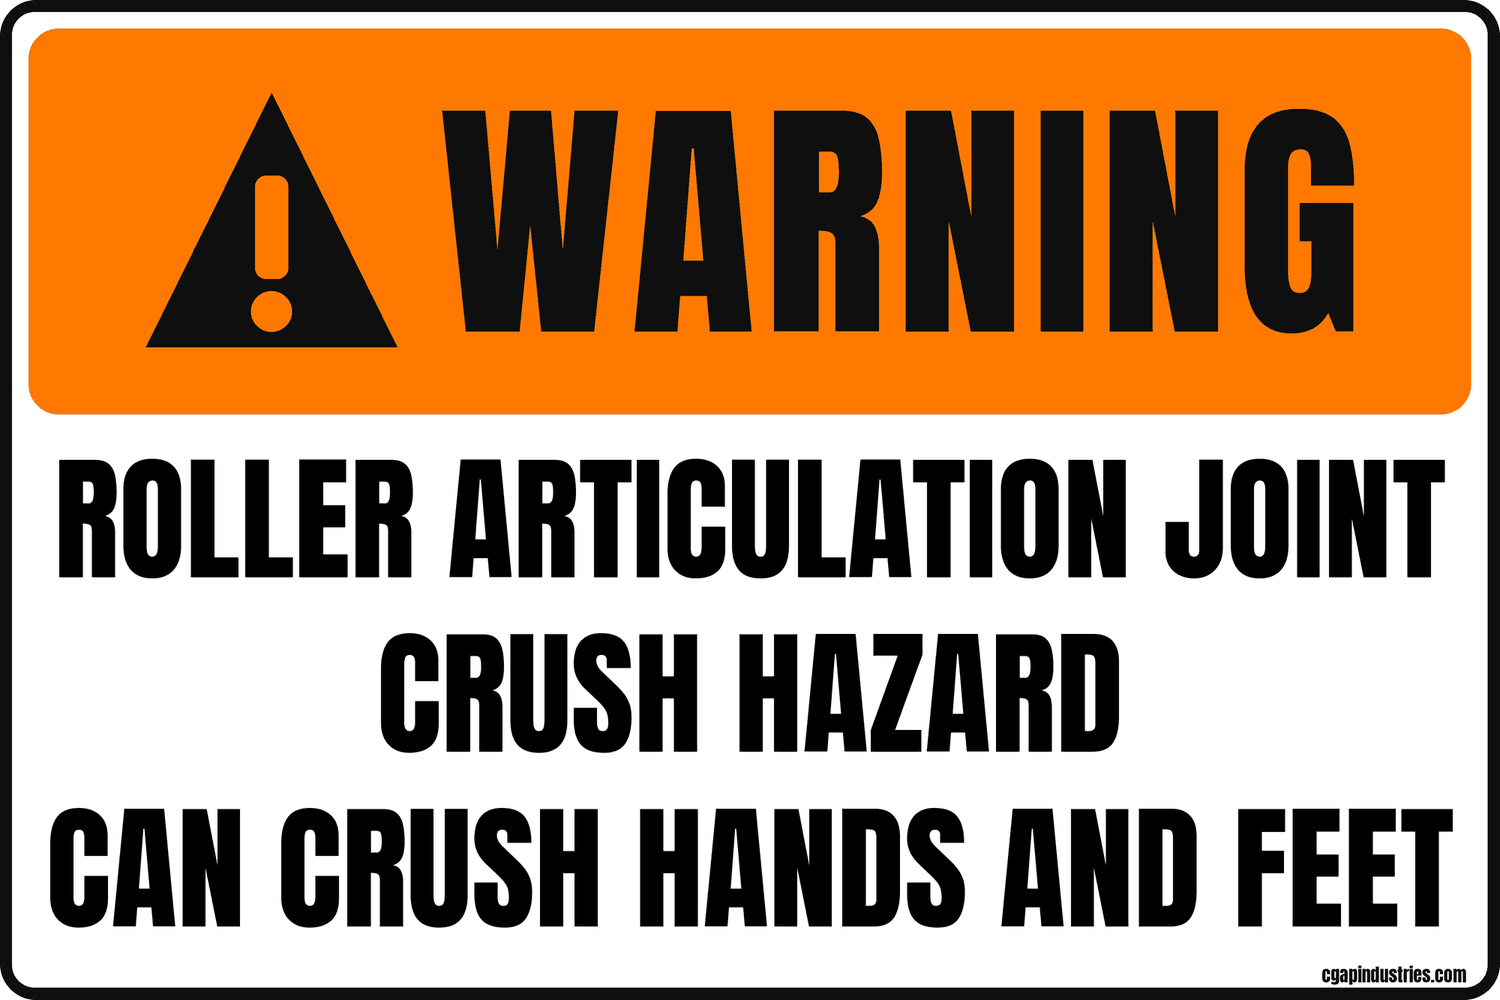 WARNING
ROLLER ARTICULATION JOINT
CRUSH HAZARD
CAN CRUSH HANDS AND FEET
cgapindustries.com